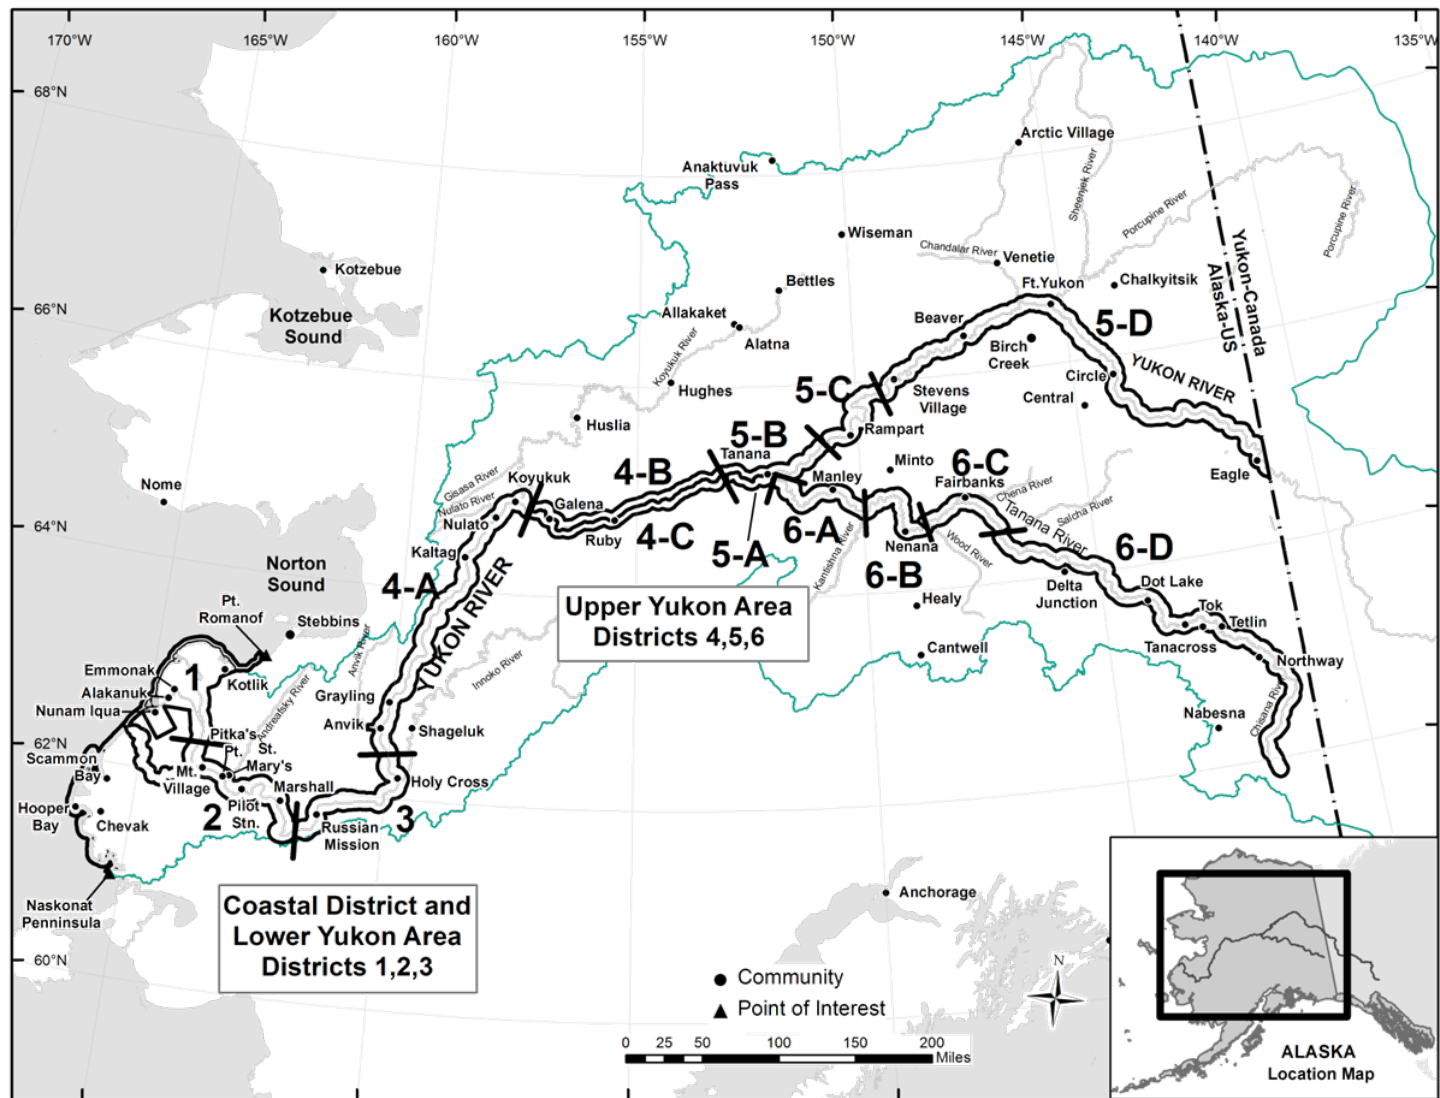 170°W
165°W
160°W
155°W
150°W
145°W
140°W
135°W
68°N
66°N
64°N
62°N
60°N
Arctic Village
Anaktuvuk
Pass
Sheenjek River
Porcupine River
Porcupine River
Wiseman
Chandalar River
Venetie
Yukon-Canada
Alaska-US
Kotzebue
Kotzebue
Sound
Bettles
Ft.Yukon
Chalkyitsik
Allakaket
Alatna
Beaver
5-D
Birch
Creek
Koyukuk River
Hughes
YUKON RIVER
Circle
Central
5-C
Stevens
Village
Huslia
Rampart
5-B
Tanana
Minto
6-C
Manley
Fairbanks
Eagle
Gisasa River
Koyukuk
4-B
Nome
Nulato River
Galena
Chena River
Salcha River
Tanana River
Nulato
Ruby
4-C
5-A
6-A
Kantishna River
Nenana
Wood River
6-D
Kaltag
4-A
6-B
Norton
Sound
Delta
Junction
Dot Lake
YUKON RIVER
Upper Yukon Area
Districts 4,5,6
Healy
Tok
Tetlin
Pt.
Romanof
Stebbins
Cantwell
Tanacross
Northway
Anvik River
Innoko River
Emmonak
1
Kotlik
Alakanuk
Nunam Iqua
Andreafsky River
Grayling
Chisana Riv
Nabesna
Anvik
Shageluk
Pitka's
Pt.
St.
Mary's
Scammon
Bay
Mt.
Village
Marshall
Holy Cross
Hooper
Bay
Chevak
2
Pilot
Stn.
Russian
Mission
3
Naskonat
Penninsula
Coastal District and
Lower Yukon Area
Districts 1,2,3
Anchorage
N
Community
Point of Interest
0 25 50 100 150 200
Miles
ALASKA
Location Map